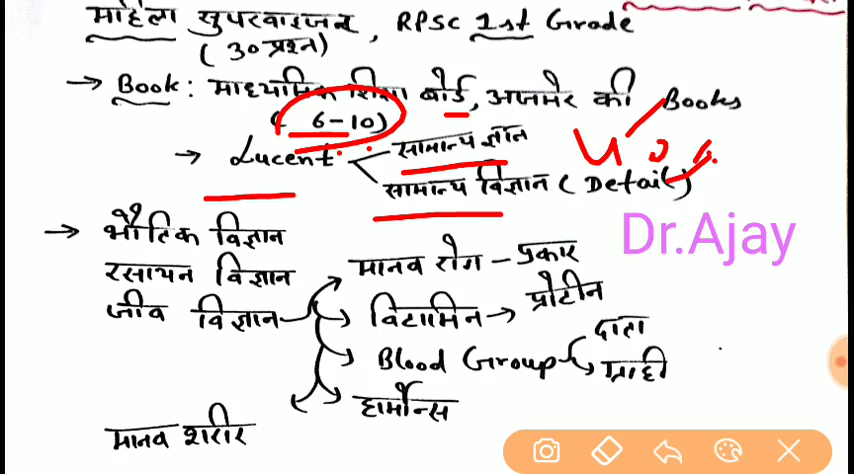 महिला सुपरवाईजर, RPSC 1st Grade
(30 प्रश्न)
→ Book: माध्यमिक शिक्षा बोर्ड, अजमेर की Books
( 6-10)
→ Lucent सामान्य ज्ञान
सामान्य विज्ञान ( Detail)
Dr.Ajay
→ भौतिक विज्ञान
रसायन विज्ञान
जीव विज्ञान
मानव रोग - प्रकार
विटामिन → प्रोटीन
Blood Group दाता
ग्राही
हार्मोन्स
मानव शरीर